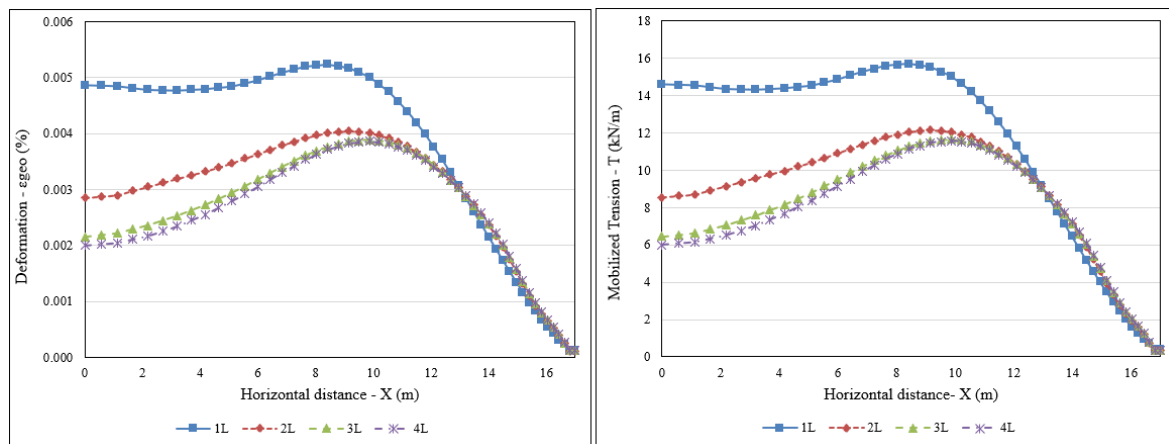 0.006
0.005
0.004
0.003
0.002
0.001
0.000
Deformation - εgeo (%)
0 2 4 6 8 10 12 14 16
Horizontal distance - X (m)
1L 2L 3L 4L
18
16
14
12
10
8
6
4
2
0
Mobilized Tension - T (kN/m)
0 2 4 6 8 10 12 14 16
Horizontal distance- X (m)
1L 2L 3L 4L